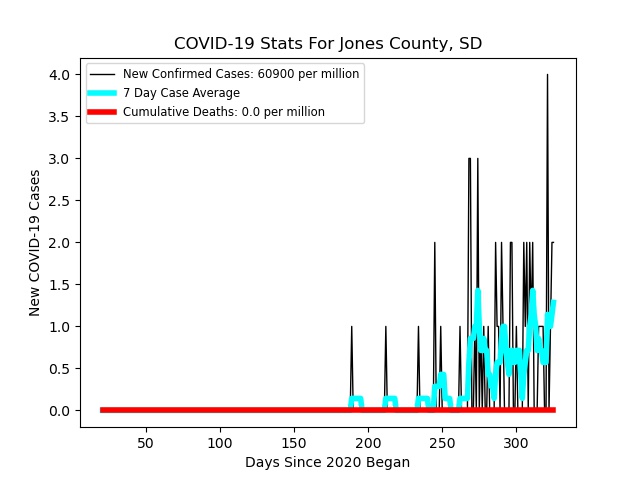 COVID-19 Stats For Jones County, SD
New Confirmed Cases: 60900 per million
7 Day Case Average
Cumulative Deaths: 0.0 per million
New COVID-19 Cases
4.0
3.5
3.0
2.5
2.0
1.5
1.0
0.5
0.0
50 100 150 200 250 300
Days Since 2020 Began